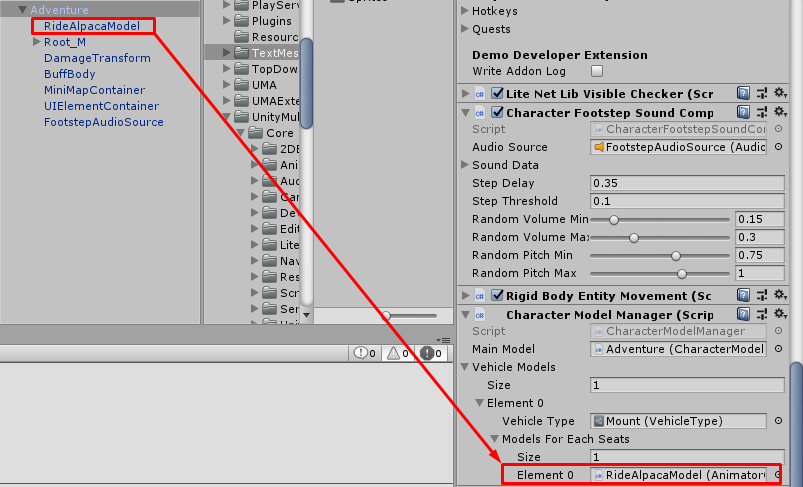 Adventure
RideAlpacaModel
Root_M
DamageTransform
BuffBody
MiniMapContainer
UIElementContainer
FootstepAudioSource
PlayServ
Plugins
Resourc
TextMes
TopDow
UMA
UMAExte
UnityMul
Core
2DE
Ani
Aud
Gan
De
Edit
Lite
Nav
Res
Scr
Ser
0
0
0
Hotkeys
Quests
Demo Developer Extension
Write Addon Log
Lite Net Lib Visible Checker (Scr
Character Footstep Sound Comp
Script CharacterFootstepSoundCor
Audio Source FootstepAudioSource (Audic
Sound Data
Step Delay 0.35
Step Threshold 0.1
Random Volume Min 0.15
Random Volume Max 0.3
Random Pitch Min 0.75
Random Pitch Max 1
Rigid Body Entity Movement (Sc
Character Model Manager (Scrip
Script CharacterModelManager
Main Model Adventure (CharacterModel
Vehicle Models
Size 1
Element 0
Vehicle Type Mount (VehicleType)
Models For Each Seats
Size 1
Element 0 RideAlpacaModel (Animator